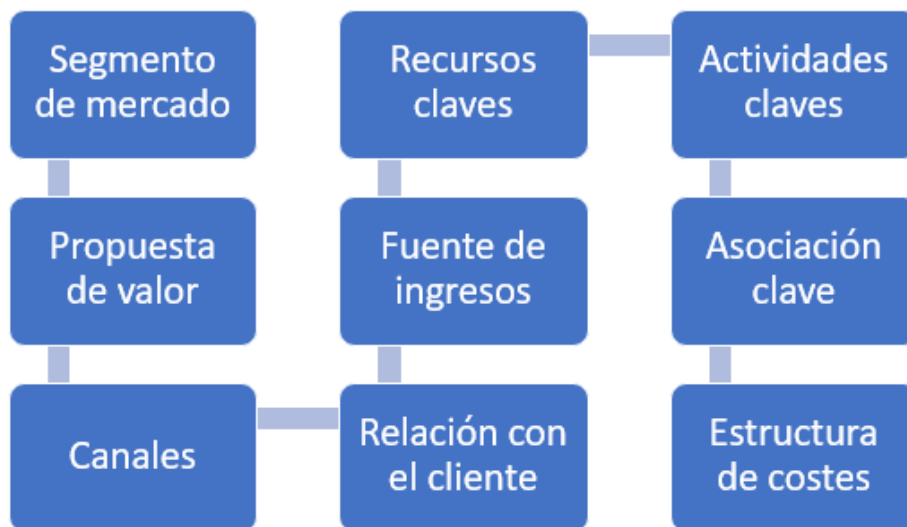 Segmento
de mercado
Propuesta
de valor
Canales
Relación con
el cliente
Fuente de
ingresos
Recursos
claves
Actividades
claves
Asociación
clave
Estructura
de costes